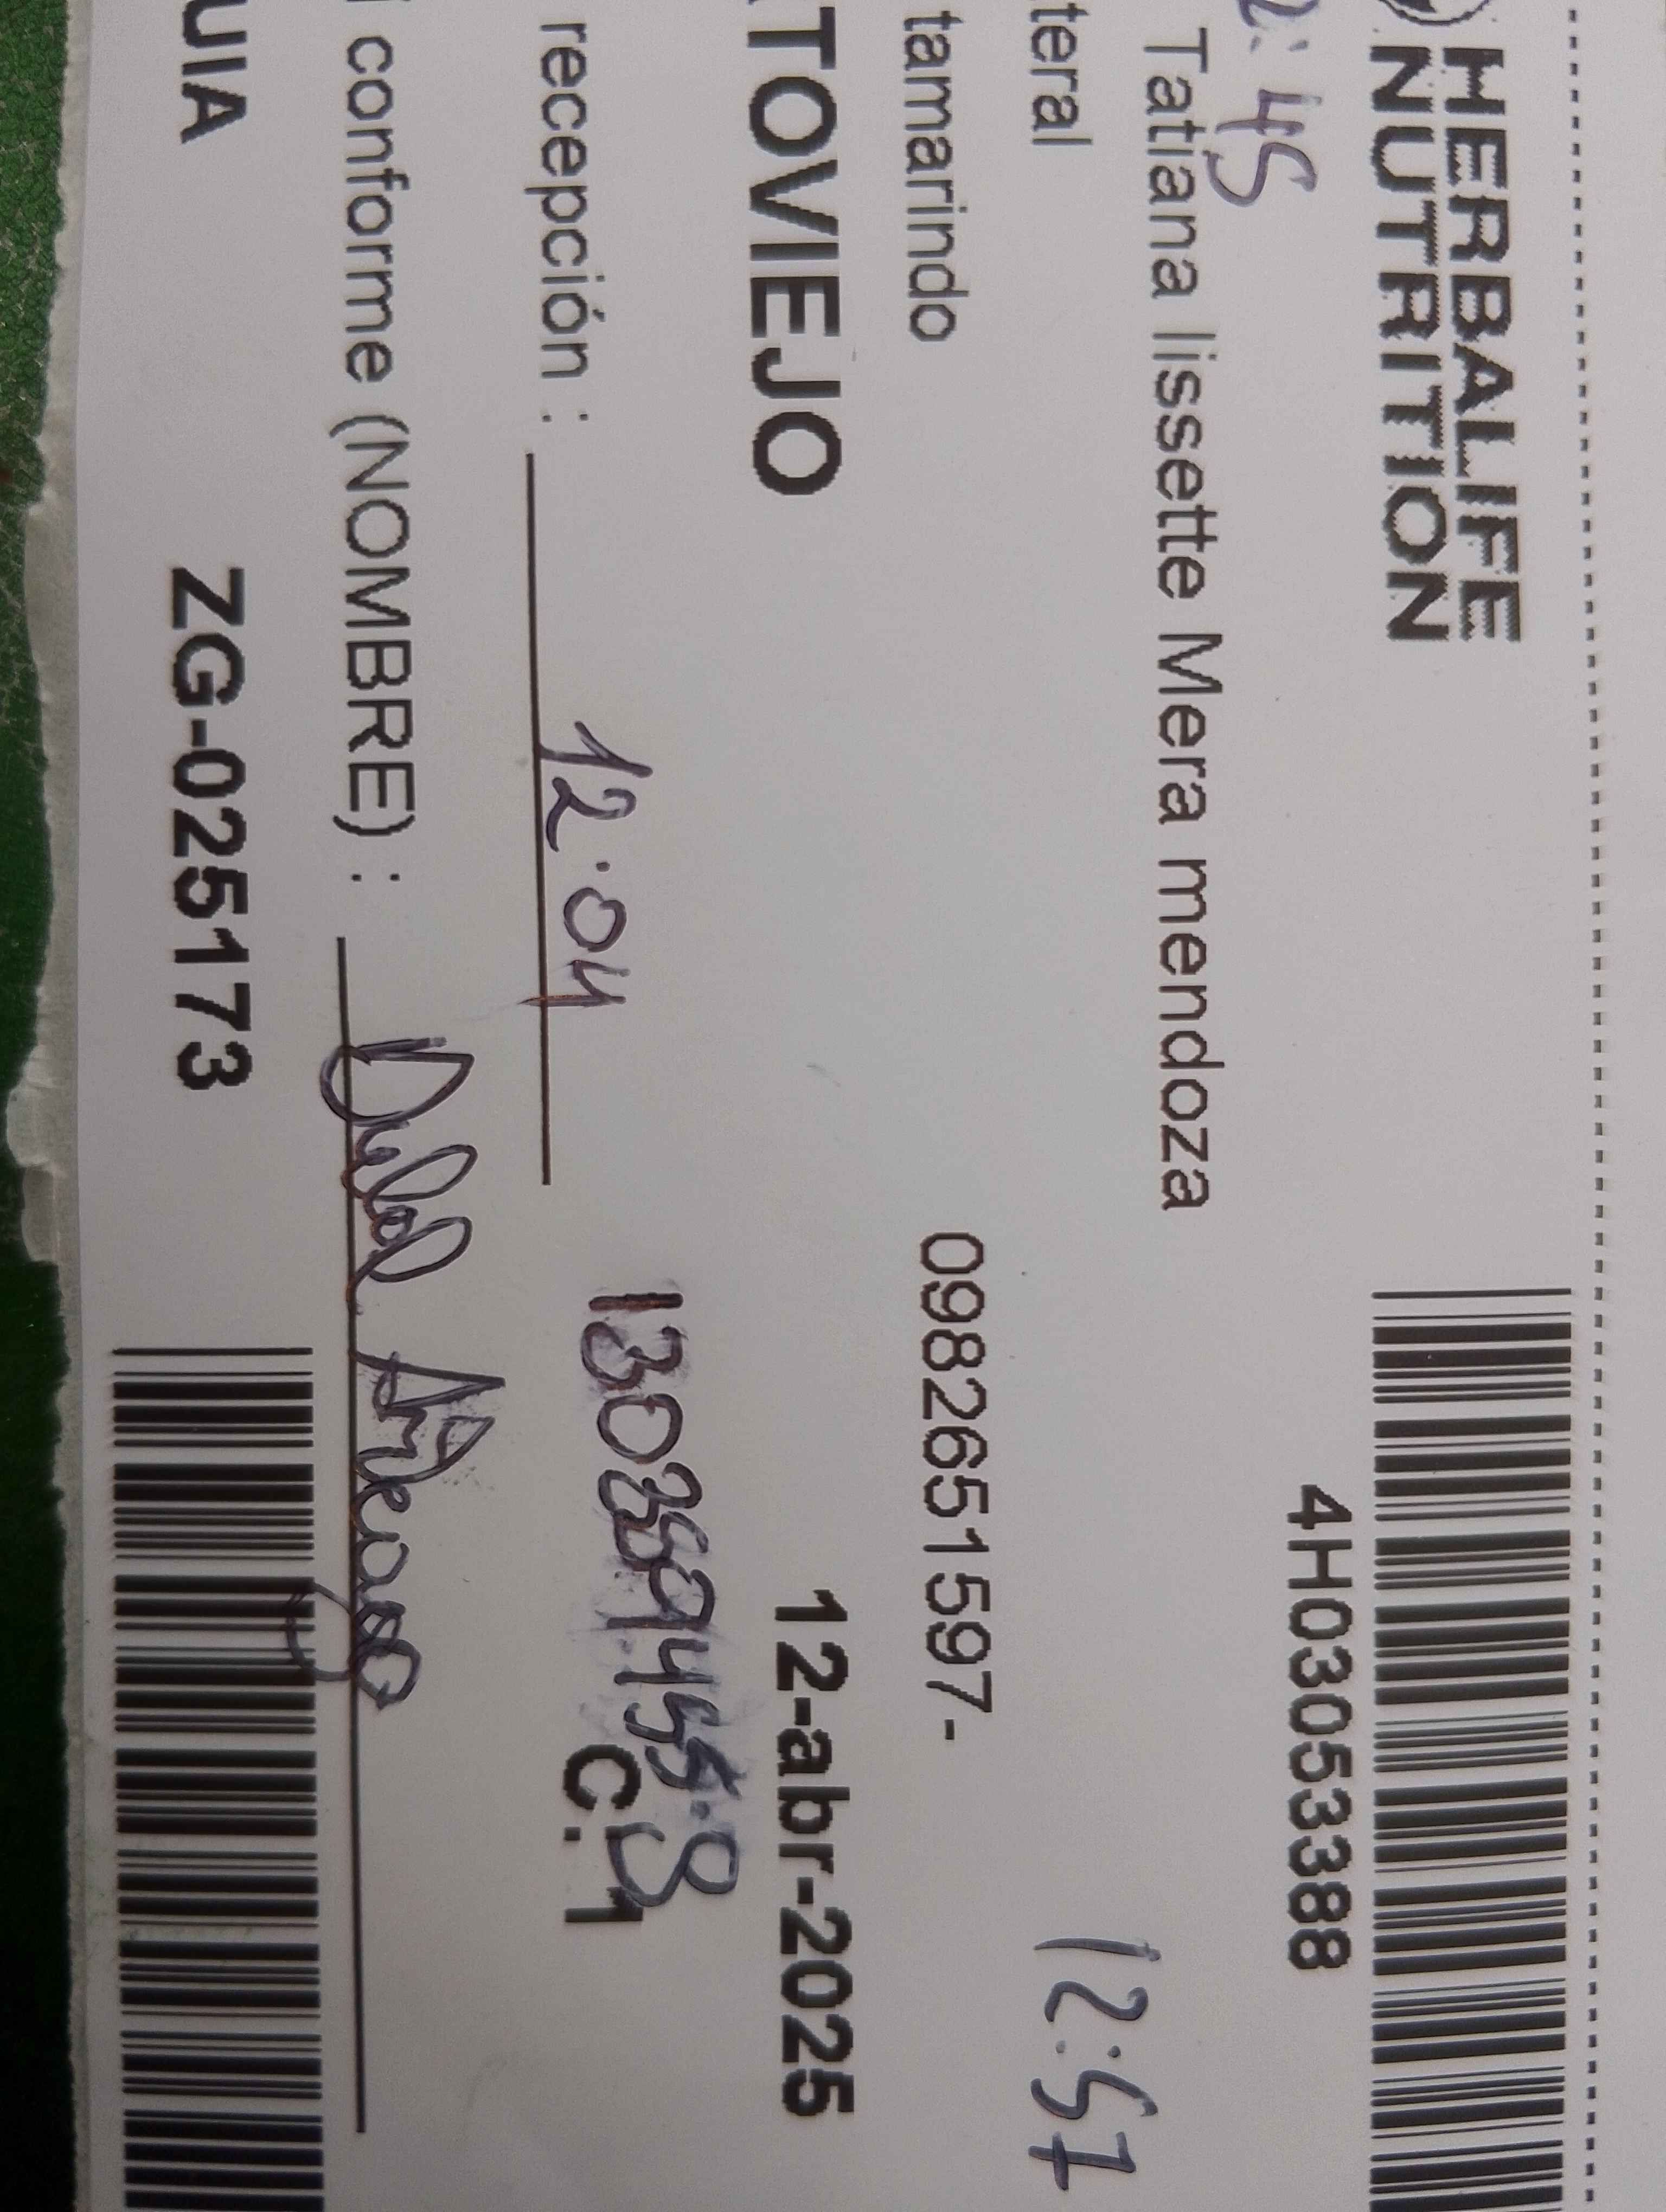 HERBALIFE
NUTRITION
4H03053388
2:45
Tatiana lissette Mera mendoza
teral
12:57
tamarindo
0982651597-
TOVIEJO
12-abr-2025
recepción :
12.04
C.1
conforme (NOMBRE) :
UIA
ZG-025173